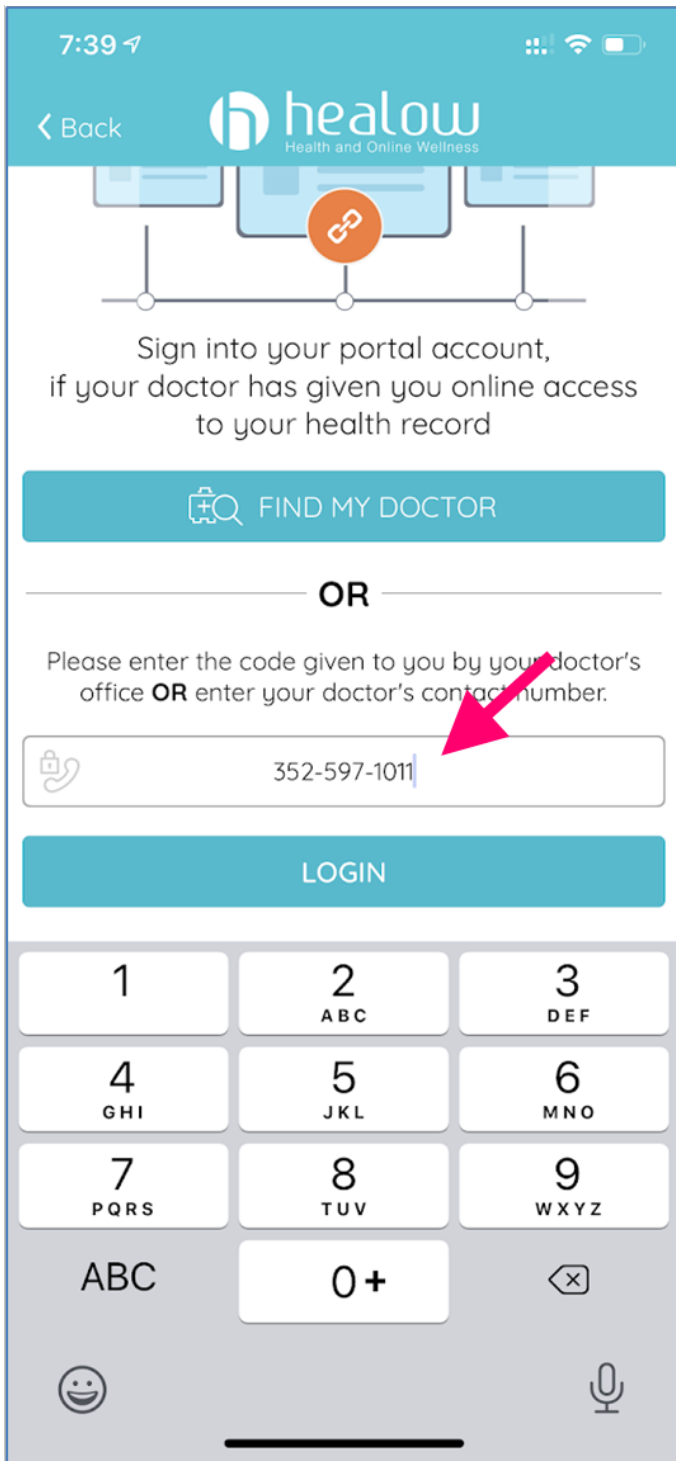 7:39
Back
healow
Health and Online Wellness
Sign into your portal account,
if your doctor has given you online access
to your health record
FIND MY DOCTOR
OR
Please enter the code given to you by your doctor's
office OR enter your doctor's contact number.
352-597-1011
LOGIN
1
2
ABC
3
DEF
4
GHI
5
JKL
6
MNO
7
PQRS
8
TUV
9
WXYZ
ABC
0+